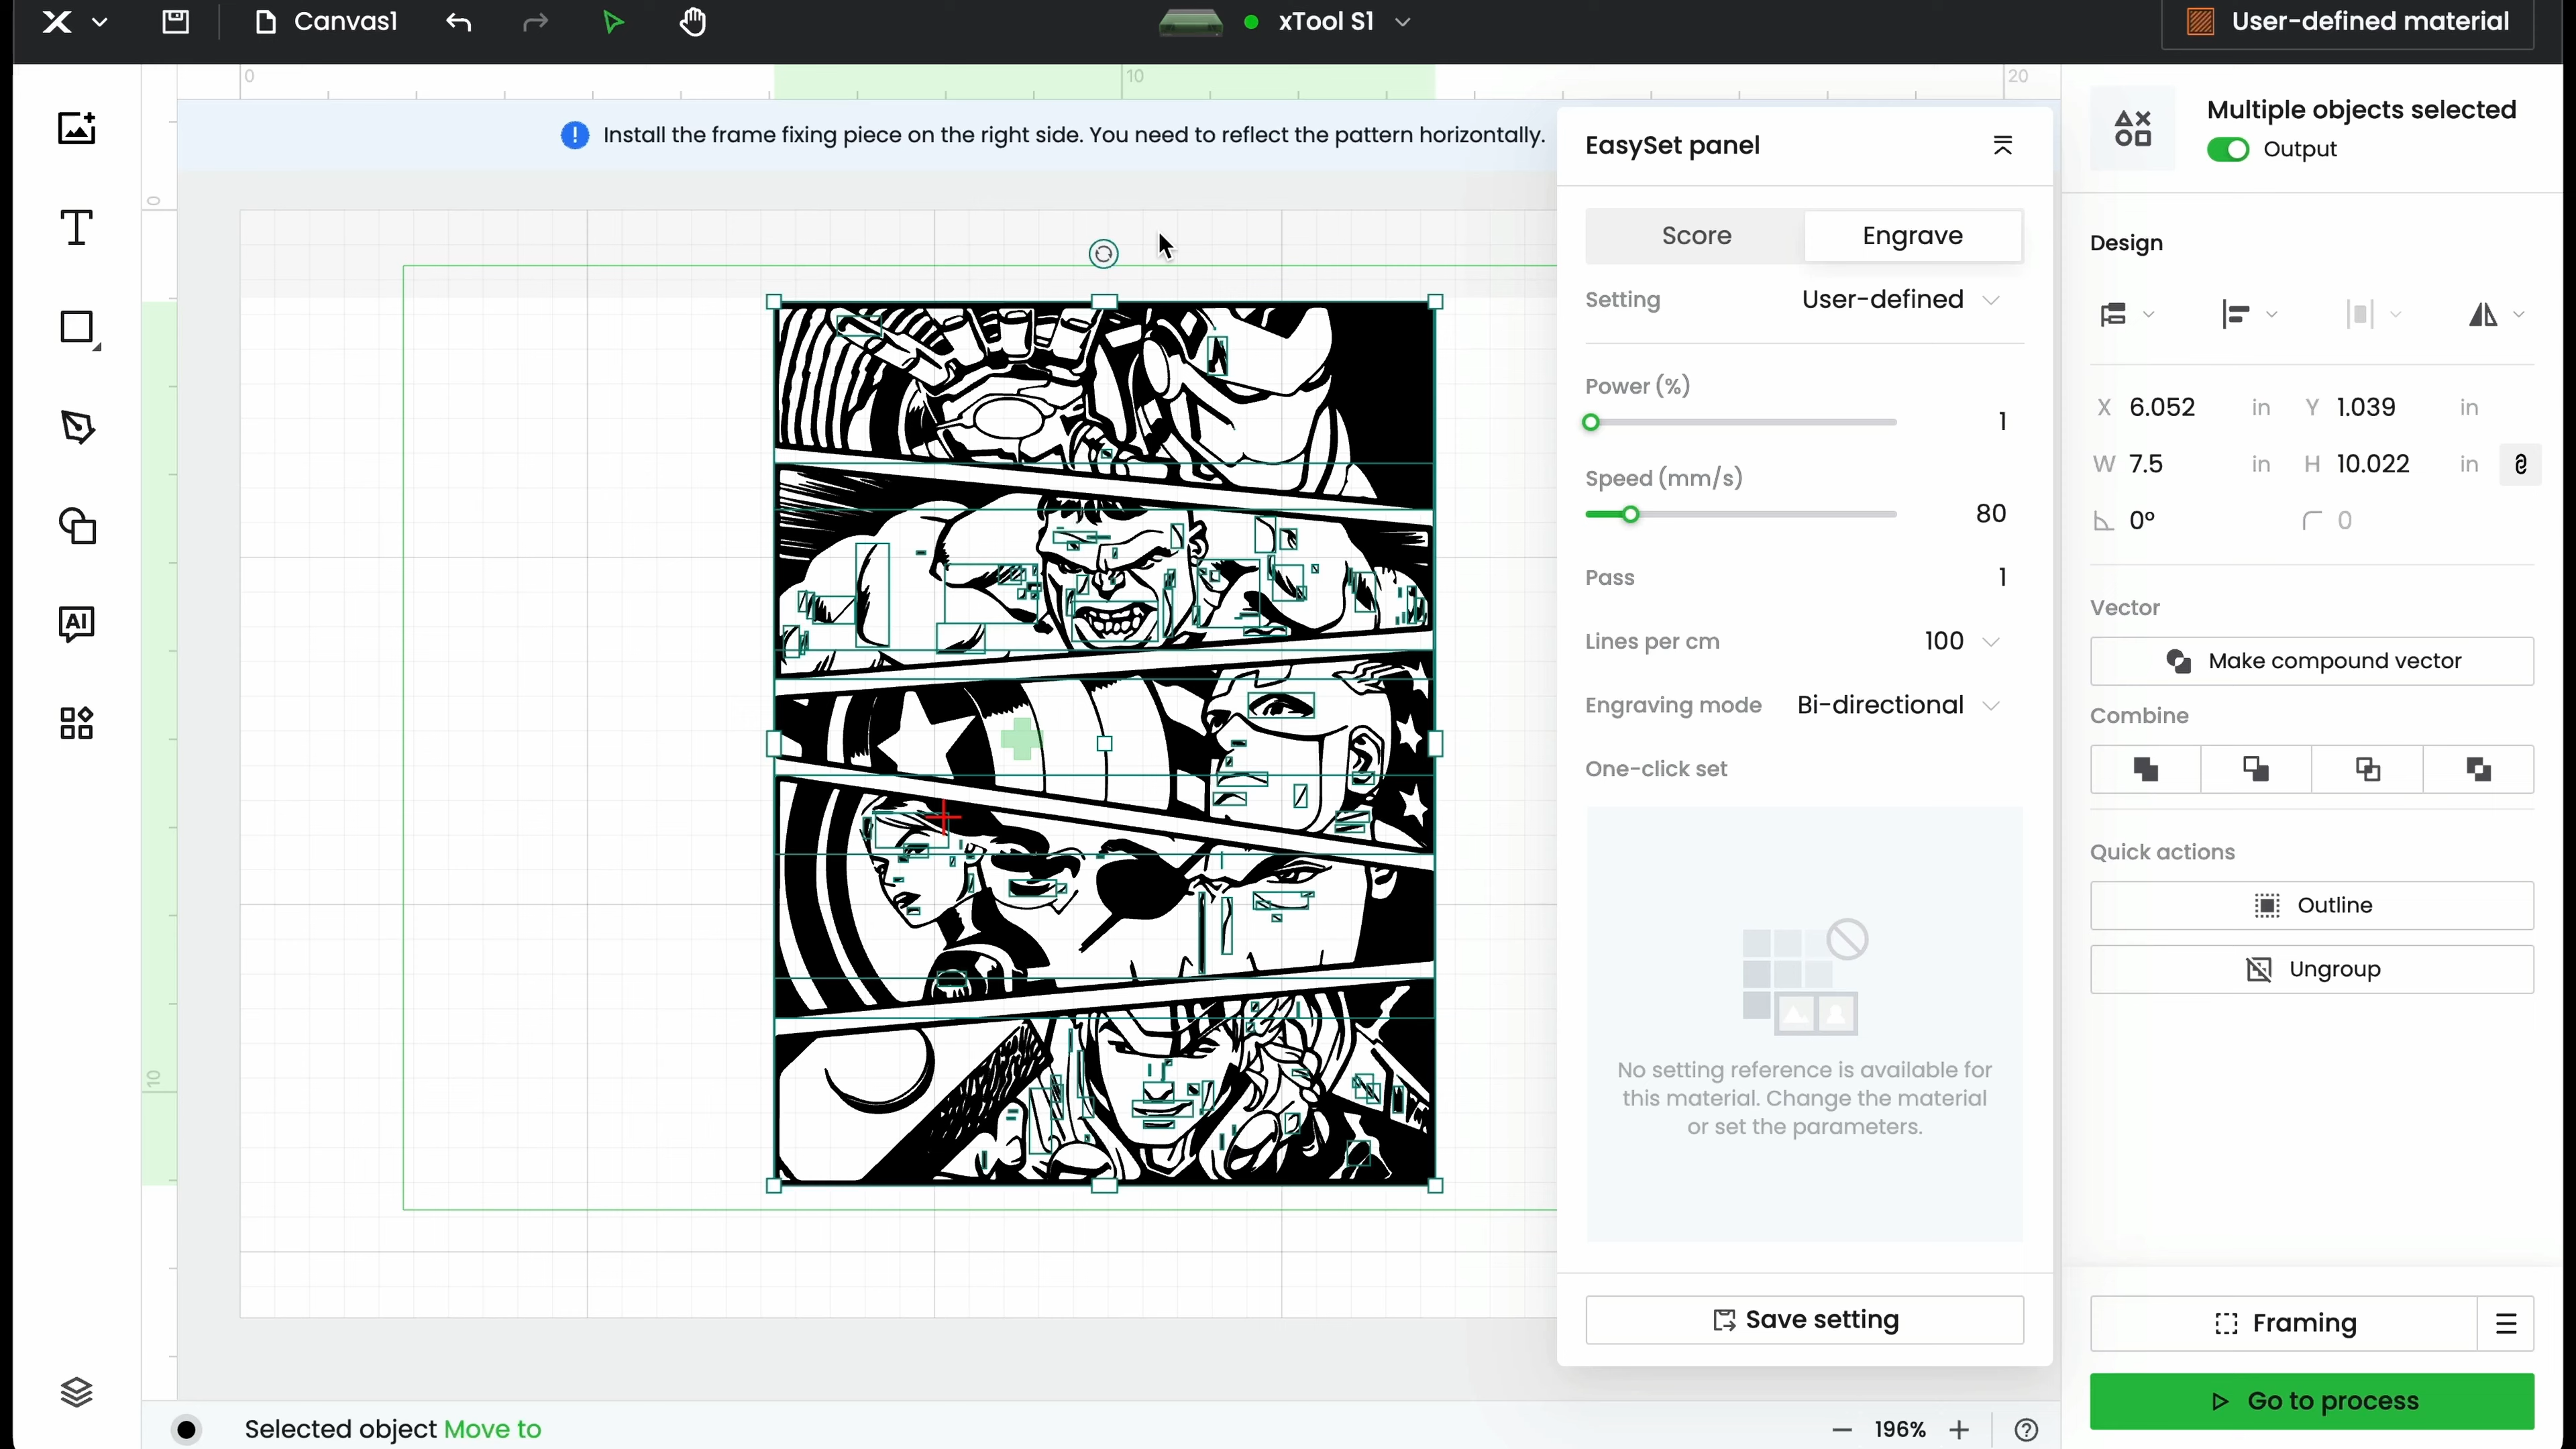 Canvas1
xTool S1
User-defined material
0
10
20
0
10
Install the frame fixing piece on the right side. You need to reflect the pattern horizontally.
EasySet panel
Score
Engrave
Setting
User-defined
Power (%)
1
Speed (mm/s)
80
Pass
1
Lines per cm
100
Engraving mode
Bi-directional
One-click set
No setting reference is available for
this material. Change the material
or set the parameters.
Save setting
Multiple objects selected
Output
Design
X 6.052 in Y 1.039 in
W 7.5 in H 10.022 in
0° 0
Vector
Make compound vector
Combine
Quick actions
Outline
Ungroup
Framing
Go to process
AI
Selected object Move to
196%